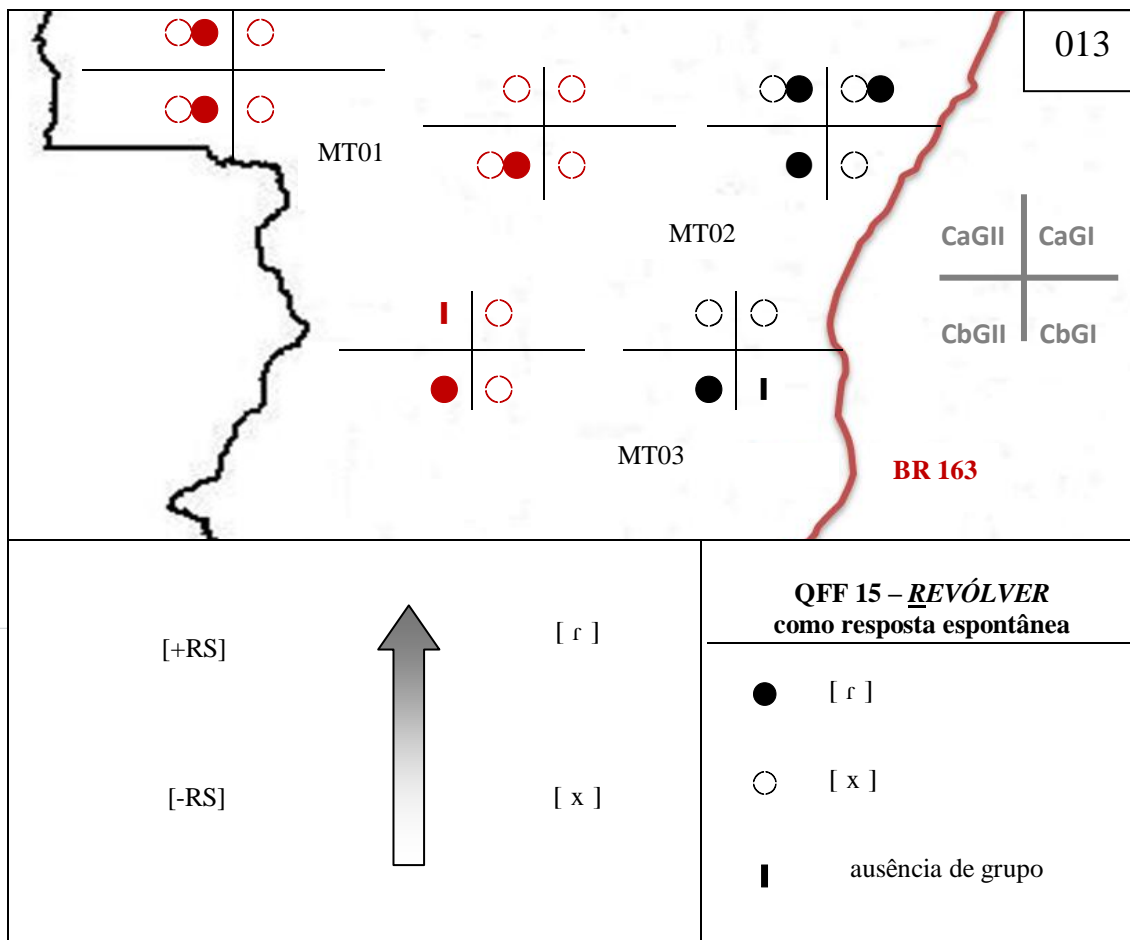 013
MT01
MT02
CaGII CaGI
CbGII CbGI
MT03
BR 163
[+RS]
[ ɾ ]
[-RS]
[ x ]
QFF 15 – REVÓLVER
como resposta espontânea
[ ɾ ]
[ x ]
ausência de grupo